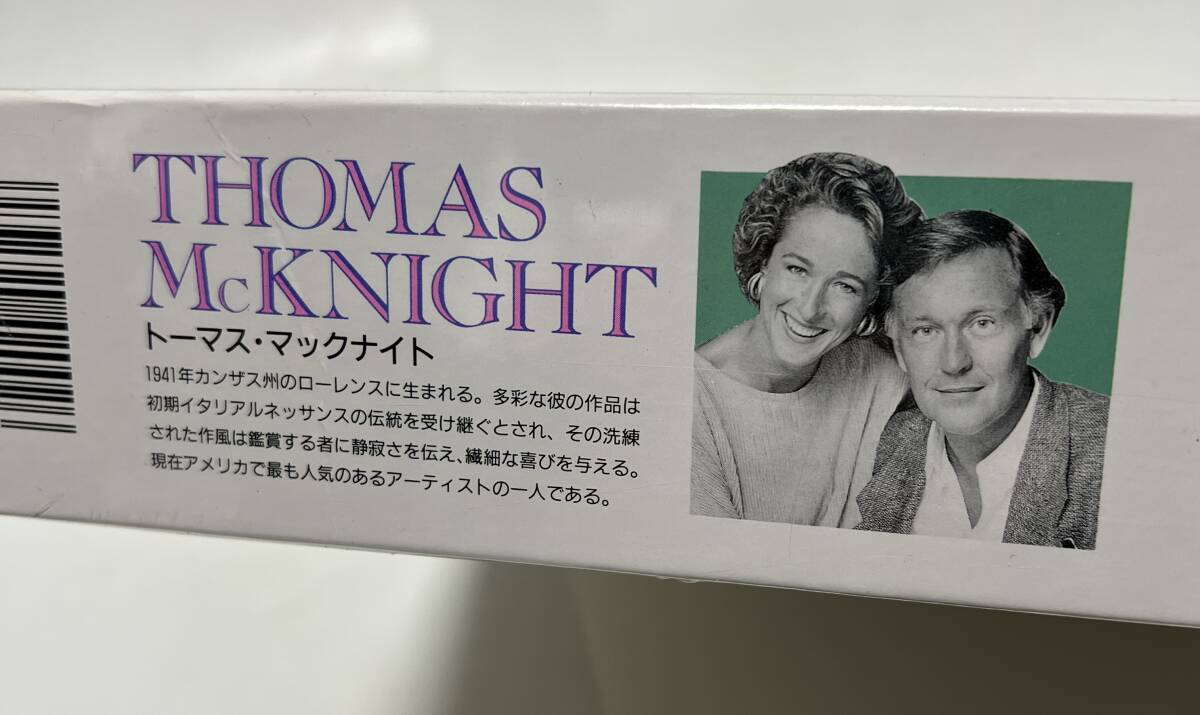 THOMAS
McKNIGHT
トーマス・マックナイト
1941年カンザス州のローレンスに生まれる。多彩な彼の作品は
初期イタリアルネッサンスの伝統を受け継ぐとされ、その洗練
された作風は鑑賞する者に静寂さを伝え、繊細な喜びを与える。
現在アメリカで最も人気のあるアーティストの一人である。